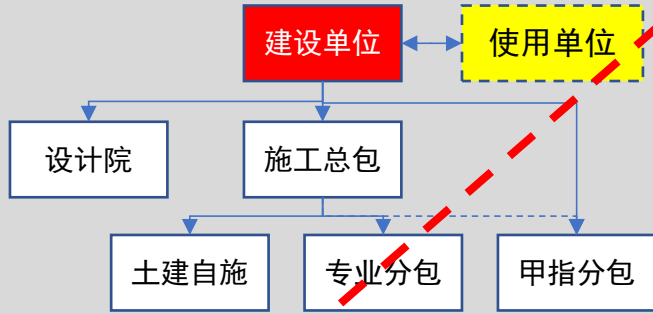 建设单位
使用单位
设计院
施工总包
土建自施
专业分包
甲指分包